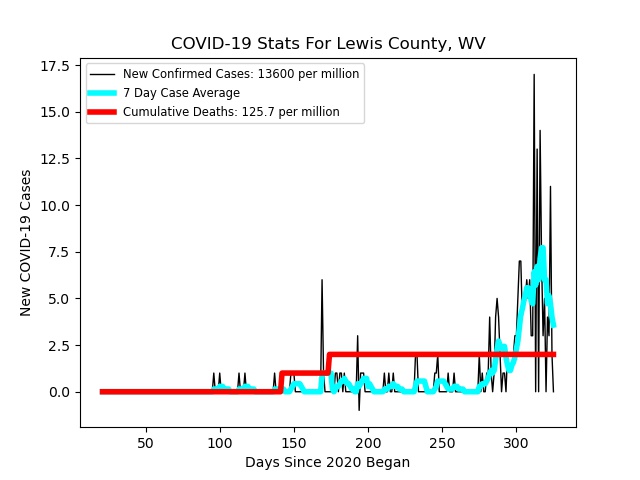 COVID-19 Stats For Lewis County, WV
New Confirmed Cases: 13600 per million
7 Day Case Average
Cumulative Deaths: 125.7 per million
New COVID-19 Cases
17.5
15.0
12.5
10.0
7.5
5.0
2.5
0.0
50 100 150 200 250 300
Days Since 2020 Began